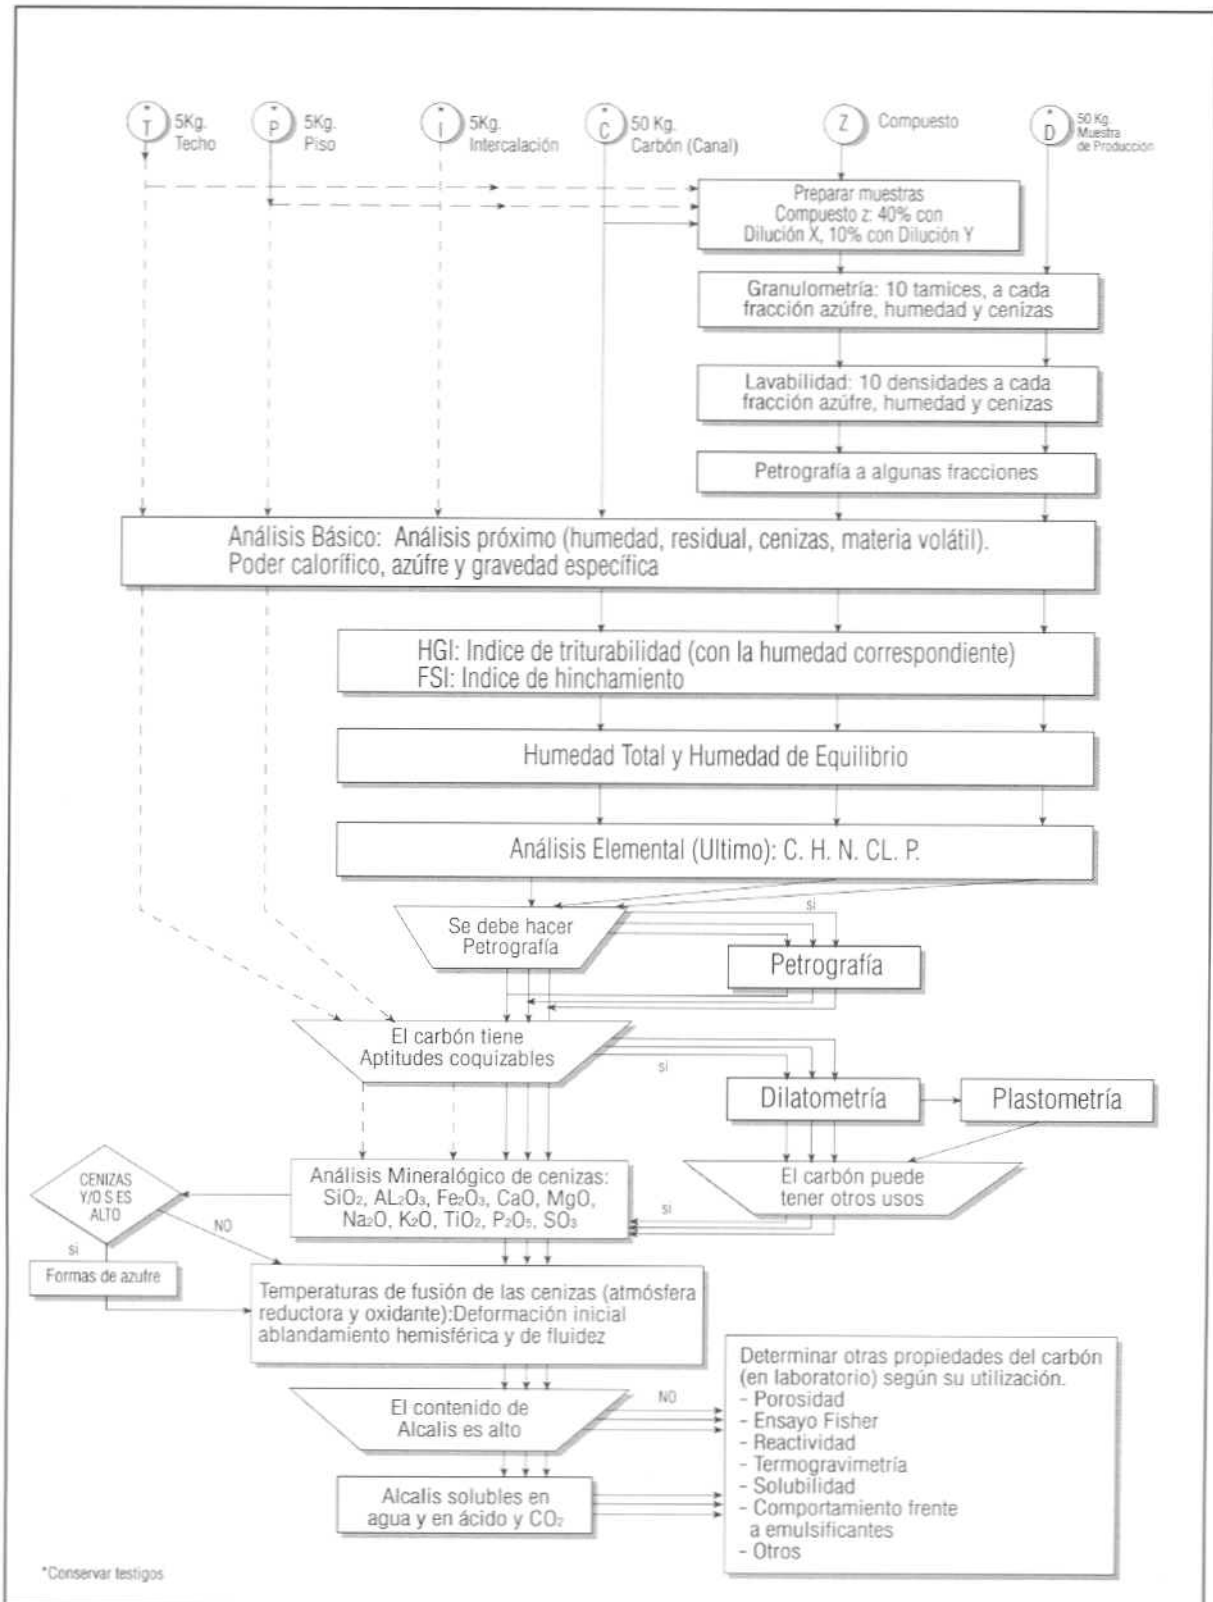 *
T
5Kg.
Techo
*
P
5Kg.
Piso
*
I
5Kg.
Intercalación
*
C
50 Kg.
Carbón (Canal)
Z
Compuesto
*
D
50 Kg.
Muestra
de Producción
Preparar muestras
Compuesto z: 40% con
Dilución X, 10% con Dilución Y
Granulometría: 10 tamices, a cada
fracción azúfre, humedad y cenizas
Lavabilidad: 10 densidades a cada
fracción azúfre, humedad y cenizas
Petrografía a algunas fracciones
Análisis Básico: Análisis próximo (humedad, residual, cenizas, materia volátil).
Poder calorífico, azúfre y gravedad específica
HGI: Indice de triturabilidad (con la humedad correspondiente)
FSI: Indice de hinchamiento
Humedad Total y Humedad de Equilibrio
Análisis Elemental (Ultimo): C. H. N. CL. P.
Se debe hacer
Petrografía
si
Petrografía
El carbón tiene
Aptitudes coquizables
si
Dilatometría
Plastometría
El carbón puede
tener otros usos
si
Análisis Mineralógico de cenizas:
SiO₂, AL₂O₃, Fe₂O₃, CaO, MgO,
Na₂O, K₂O, TiO₂, P₂O₅, SO₃
CENIZAS
Y/O S ES
ALTO
NO
si
Formas de azufre
Temperaturas de fusión de las cenizas (atmósfera
reductora y oxidante):Deformación inicial
ablandamiento hemisférica y de fluidez
El contenido de
Alcalis es alto
NO
Alcalis solubles en
agua y en ácido y CO₂
Determinar otras propiedades del carbón
(en laboratorio) según su utilización.
- Porosidad
- Ensayo Fisher
- Reactividad
- Termogravimetría
- Solubilidad
- Comportamiento frente
a emulsificantes
- Otros
*Conservar testigos